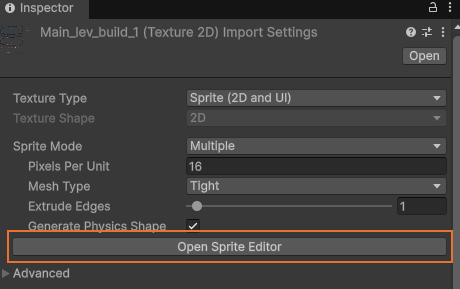 Inspector
Main_lev_build_1 (Texture 2D) Import Settings
Open
Texture Type Sprite (2D and UI)
Texture Shape 2D
Sprite Mode Multiple
Pixels Per Unit 16
Mesh Type Tight
Extrude Edges 1
Generate Physics Shape
Open Sprite Editor
Advanced